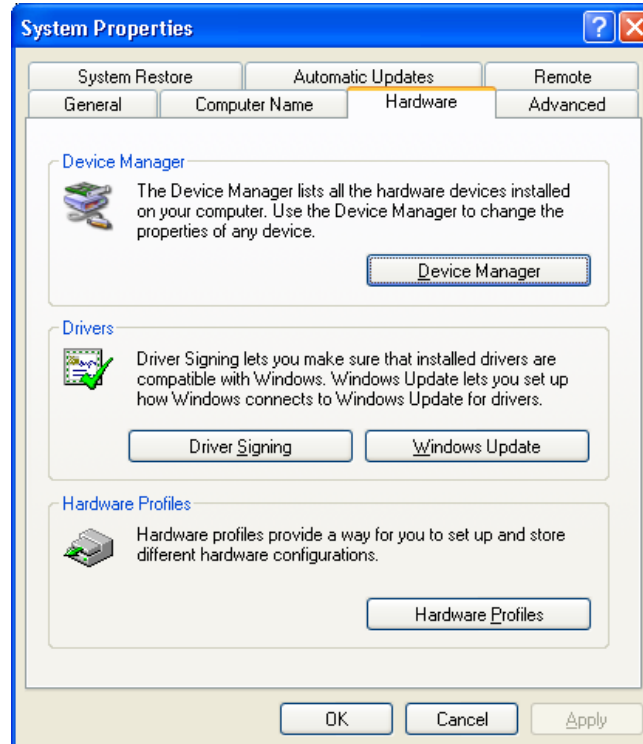 System Properties
System Restore
Automatic Updates
Remote
General
Computer Name
Hardware
Advanced
Device Manager
The Device Manager lists all the hardware devices installed
on your computer. Use the Device Manager to change the
properties of any device.
Device Manager
Drivers
Driver Signing lets you make sure that installed drivers are
compatible with Windows. Windows Update lets you set up
how Windows connects to Windows Update for drivers.
Driver Signing
Windows Update
Hardware Profiles
Hardware profiles provide a way for you to set up and store
different hardware configurations.
Hardware Profiles
OK
Cancel
Apply